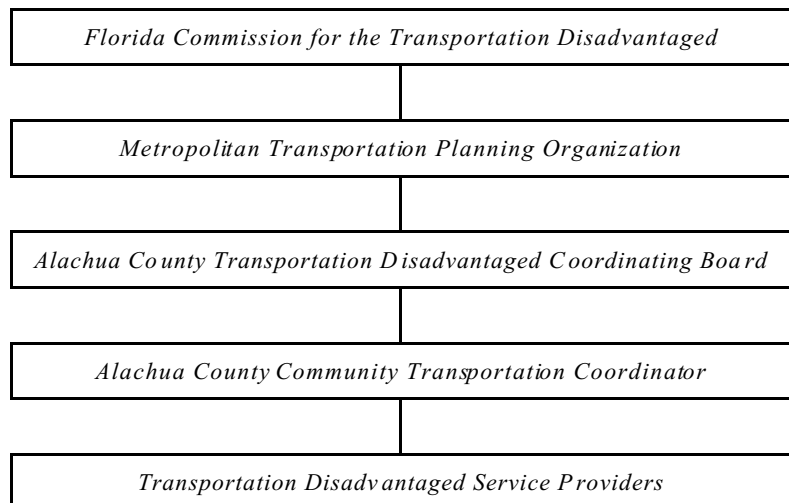 Florida Commission for the Transportation Disadvantaged
Metropolitan Transportation Planning Organization
Alachua County Transportation Disadvantaged Coordinating Board
Alachua County Community Transportation Coordinator
Transportation Disadvantaged Service Providers